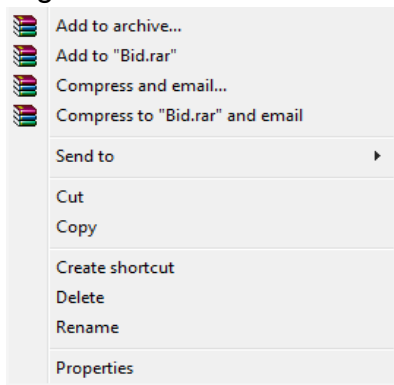 Add to archive...
Add to "Bid.rar"
Compress and email...
Compress to "Bid.rar" and email
Send to
Cut
Copy
Create shortcut
Delete
Rename
Properties